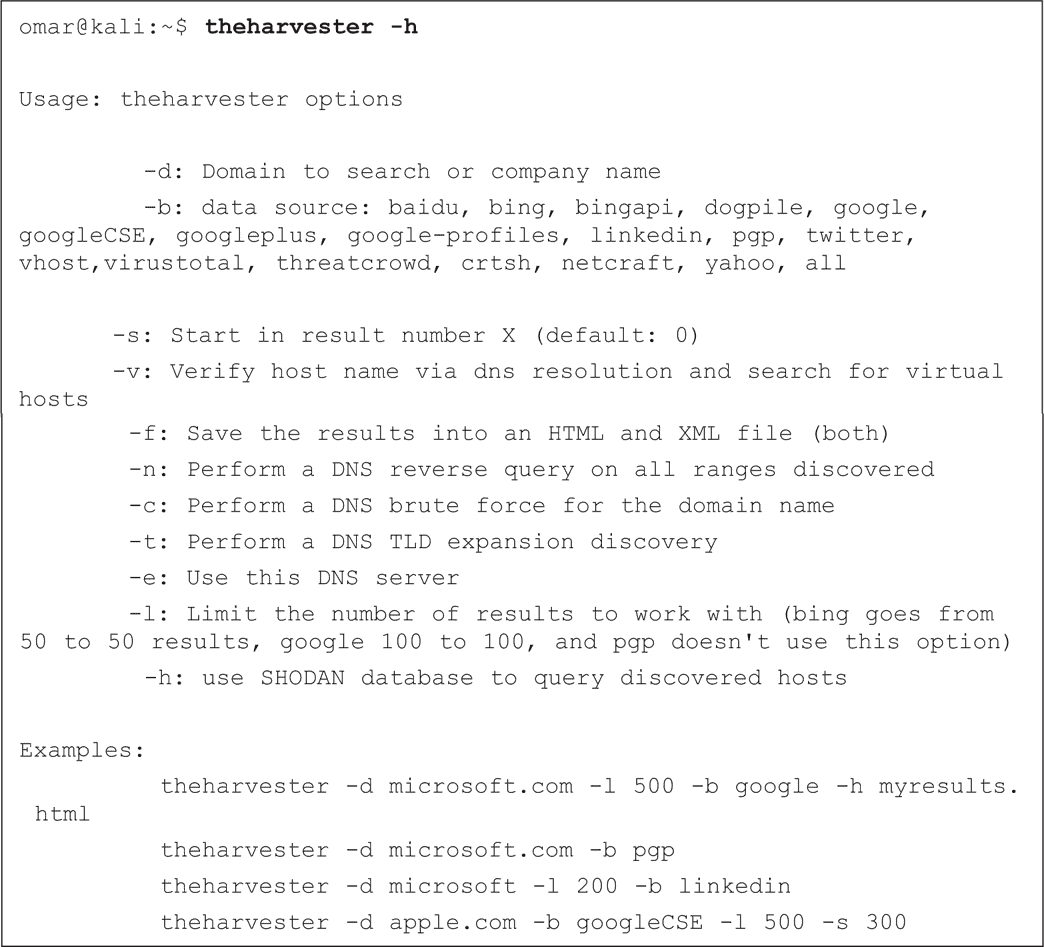 omar@kali:~$ theharvester -h
Usage: theharvester options
-d: Domain to search or company name
-b: data source: baidu, bing, bingapi, dogpile, google,
googleCSE, googleplus, google-profiles, linkedin, pgp, twitter,
vhost,virustotal, threatcrowd, crtsh, netcraft, yahoo, all
-s: Start in result number X (default: 0)
-v: Verify host name via dns resolution and search for virtual
hosts
-f: Save the results into an HTML and XML file (both)
-n: Perform a DNS reverse query on all ranges discovered
-c: Perform a DNS brute force for the domain name
-t: Perform a DNS TLD expansion discovery
-e: Use this DNS server
-l: Limit the number of results to work with (bing goes from
50 to 50 results, google 100 to 100, and pgp doesn't use this option)
-h: use SHODAN database to query discovered hosts
Examples:
theharvester -d microsoft.com -l 500 -b google -h myresults.
html
theharvester -d microsoft.com -b pgp
theharvester -d microsoft -l 200 -b linkedin
theharvester -d apple.com -b googleCSE -l 500 -s 300